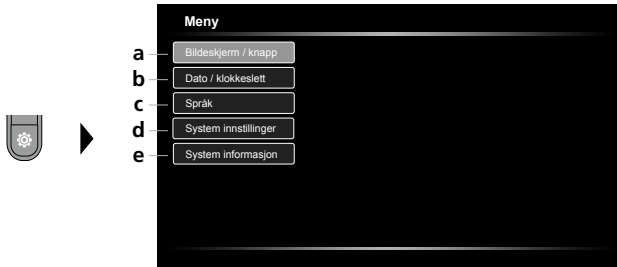 Meny
a Bildeskjerm / knapp
b Dato / klokkeslett
c Språk
d System innstillinger
e System informasjon